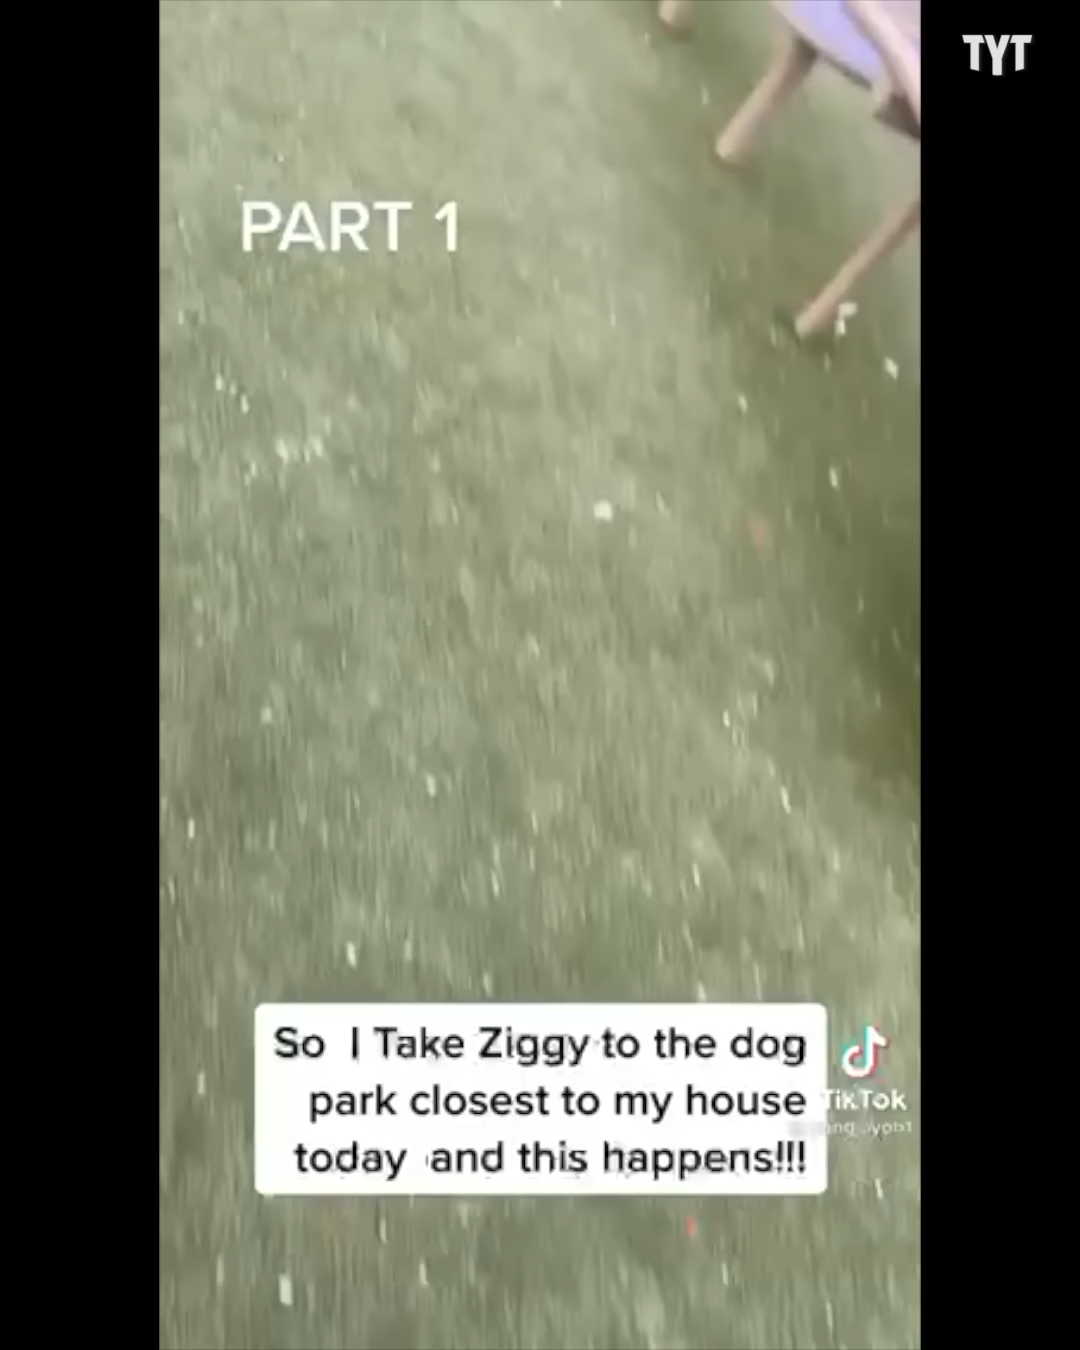 TYT
PART 1
So I Take Ziggy to the dog
park closest to my house
today and this happens!!!
TikTok